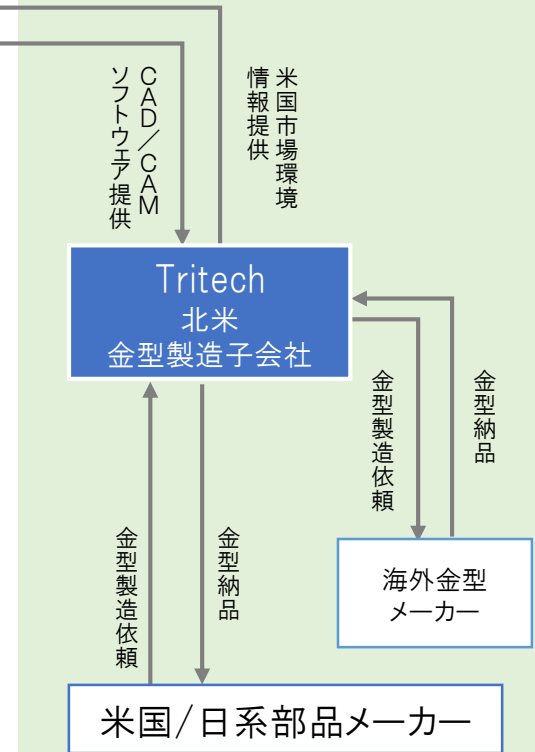 CAD/CAM
ソフトウェア提供
米国市場環境
情報提供
Tritech
北米
金型製造子会社
金型製造依頼
金型納品
海外金型
メーカー
金型製造依頼
金型納品
米国/日系部品メーカー